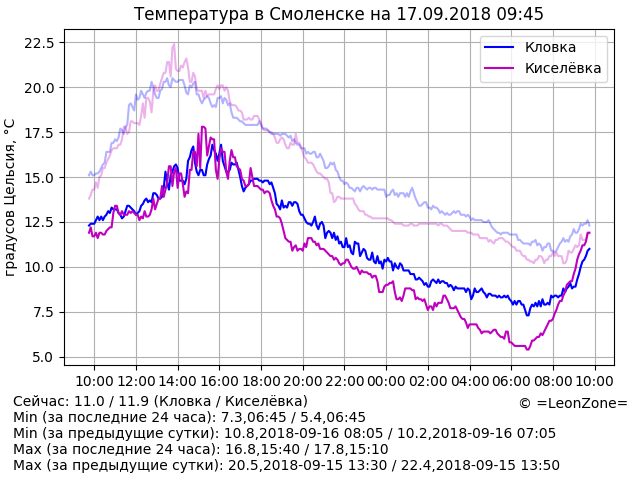 Температура в Смоленске на 17.09.2018 09:45
Кловка
Киселёвка
градусов Цельсия, °C
22.5
20.0
17.5
15.0
12.5
10.0
7.5
5.0
10:00 12:00 14:00 16:00 18:00 20:00 22:00 00:00 02:00 04:00 06:00 08:00 10:00
Сейчас: 11.0 / 11.9 (Кловка / Киселёвка)
© =LeonZone=
Min (за последние 24 часа): 7.3,06:45 / 5.4,06:45
Min (за предыдущие сутки): 10.8,2018-09-16 08:05 / 10.2,2018-09-16 07:05
Max (за последние 24 часа): 16.8,15:40 / 17.8,15:10
Max (за предыдущие сутки): 20.5,2018-09-15 13:30 / 22.4,2018-09-15 13:50